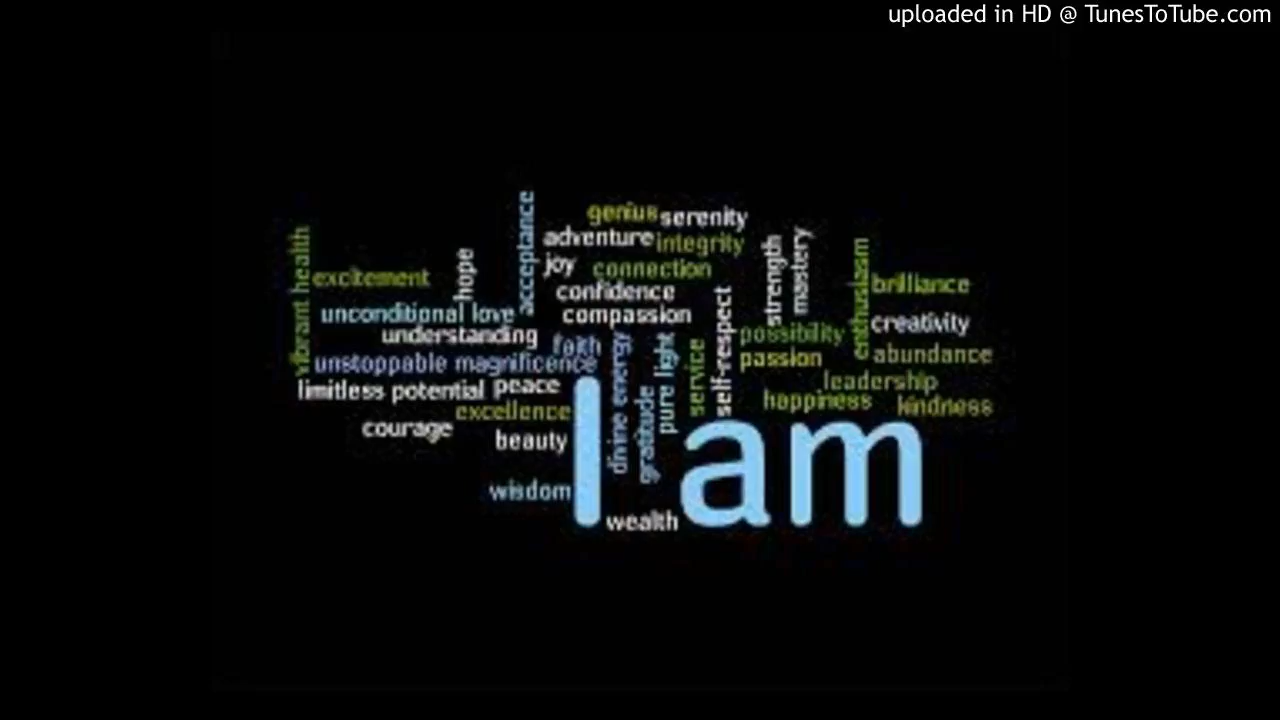 uploaded in HD @ TunesToTube.com
genius
serenity
acceptance
adventure
integrity
vibrant health
excitement
hope
joy
connection
strength
mastery
enthusiasm
brilliance
confidence
unconditional love
compassion
self-respect
creativity
understanding
faith
possibility
unstoppable magnificence
divine energy
pure light
service
passion
abundance
limitless potential
peace
gratitude
leadership
excellence
happiness
kindness
courage
beauty
wisdom
I am
wealth